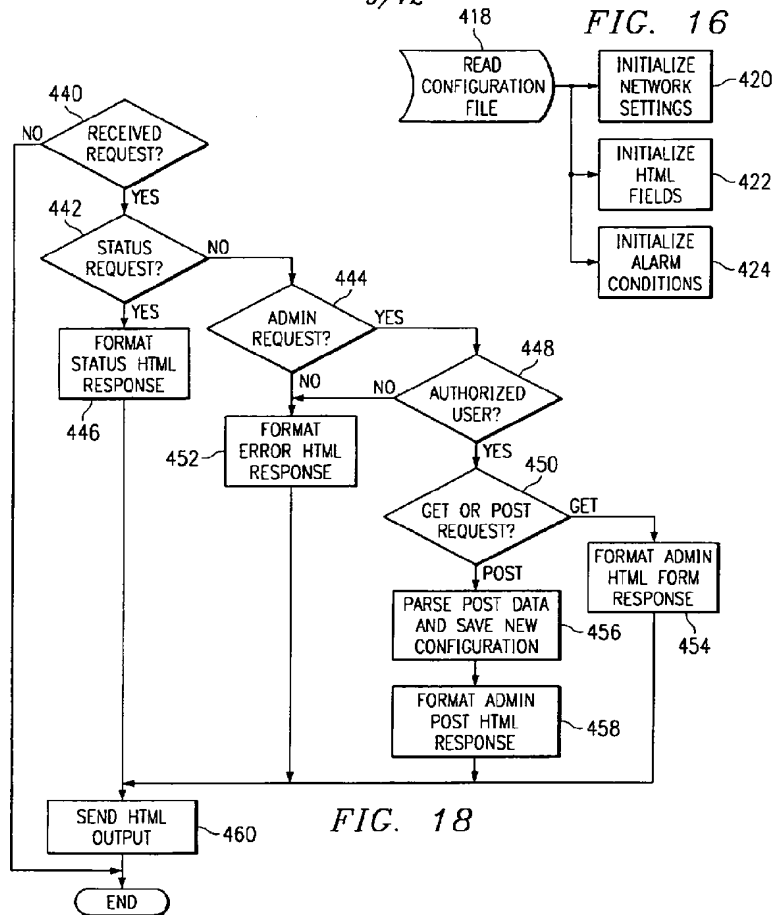 FIG. 16
418
READ
CONFIGURATION
FILE
INITIALIZE
NETWORK
SETTINGS
420
INITIALIZE
HTML
FIELDS
422
INITIALIZE
ALARM
CONDITIONS
424
440
RECEIVED
REQUEST?
NO
YES
442
STATUS
REQUEST?
NO
YES
444
ADMIN
REQUEST?
YES
NO
FORMAT
STATUS HTML
RESPONSE
446
448
AUTHORIZED
USER?
NO
YES
FORMAT
ERROR HTML
RESPONSE
452
450
GET OR POST
REQUEST?
GET
POST
FORMAT ADMIN
HTML FORM
RESPONSE
454
PARSE POST DATA
AND SAVE NEW
CONFIGURATION
456
FORMAT ADMIN
POST HTML
RESPONSE
458
SEND HTML
OUTPUT
460
FIG. 18
END